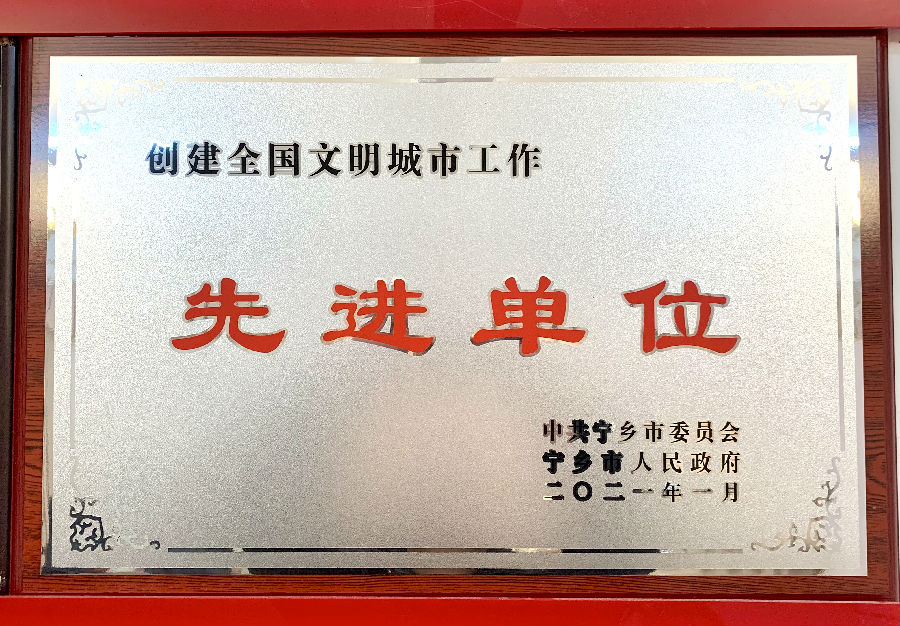 创建全国文明城市工作
先进单位
中共宁乡市委员会
宁乡市人民政府
二〇二一年一月